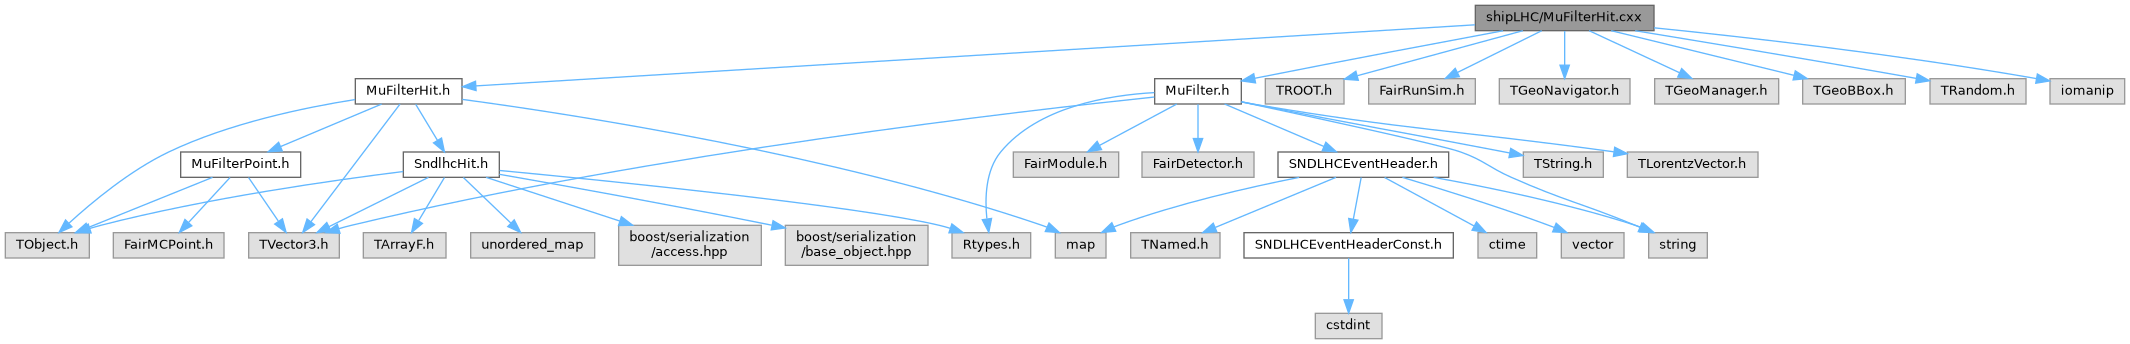 shipLHC/MuFilterHit.cxx
MuFilterHit.h
MuFilter.h
TROOT.h
FairRunSim.h
TGeoNavigator.h
TGeoManager.h
TGeoBBox.h
TRandom.h
iomanip
MuFilterPoint.h
SndlhcHit.h
FairModule.h
FairDetector.h
SNDLHCEventHeader.h
TString.h
TLorentzVector.h
TObject.h
FairMCPoint.h
TVector3.h
TArrayF.h
unordered_map
boost/serialization
/access.hpp
boost/serialization
/base_object.hpp
Rtypes.h
map
TNamed.h
SNDLHCEventHeaderConst.h
ctime
vector
string
cstdint